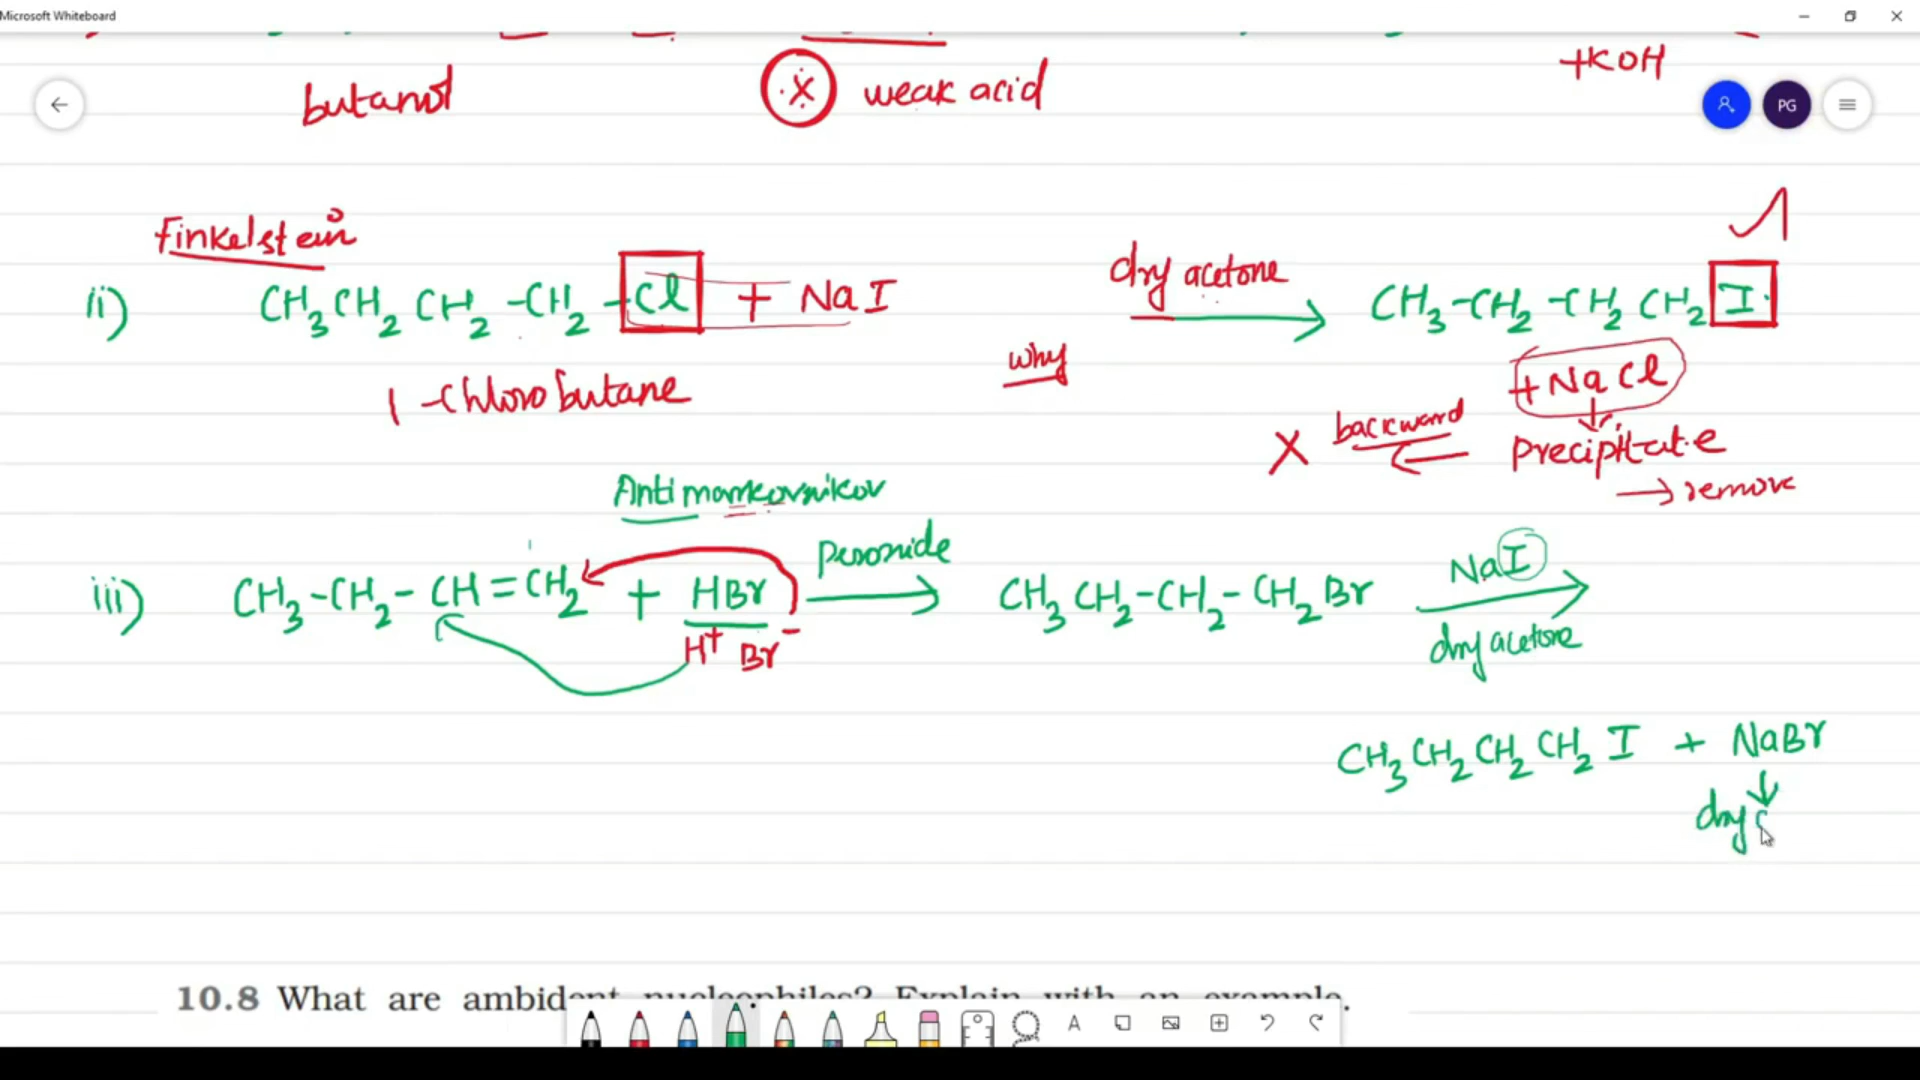 Microsoft Whiteboard
+KOH
butanol
X weak acid
PG
Finkelstein
ii) CH3CH2CH2-CH2-Cl + NaI dry acetone CH3-CH2-CH2CH2 I
why
+NaCl
1-Chlorobutane
backward
X
precipitate
→ remove
Antimarkovnikov
iii) CH3-CH2-CH=CH2 + HBr peroxide CH3CH2-CH2-CH2Br NaI
H+ Br-
dry acetone
CH3CH2CH2CH2I + NaBr
dry
10.8 What are ambident nucleophiles? Explain with an example.
A